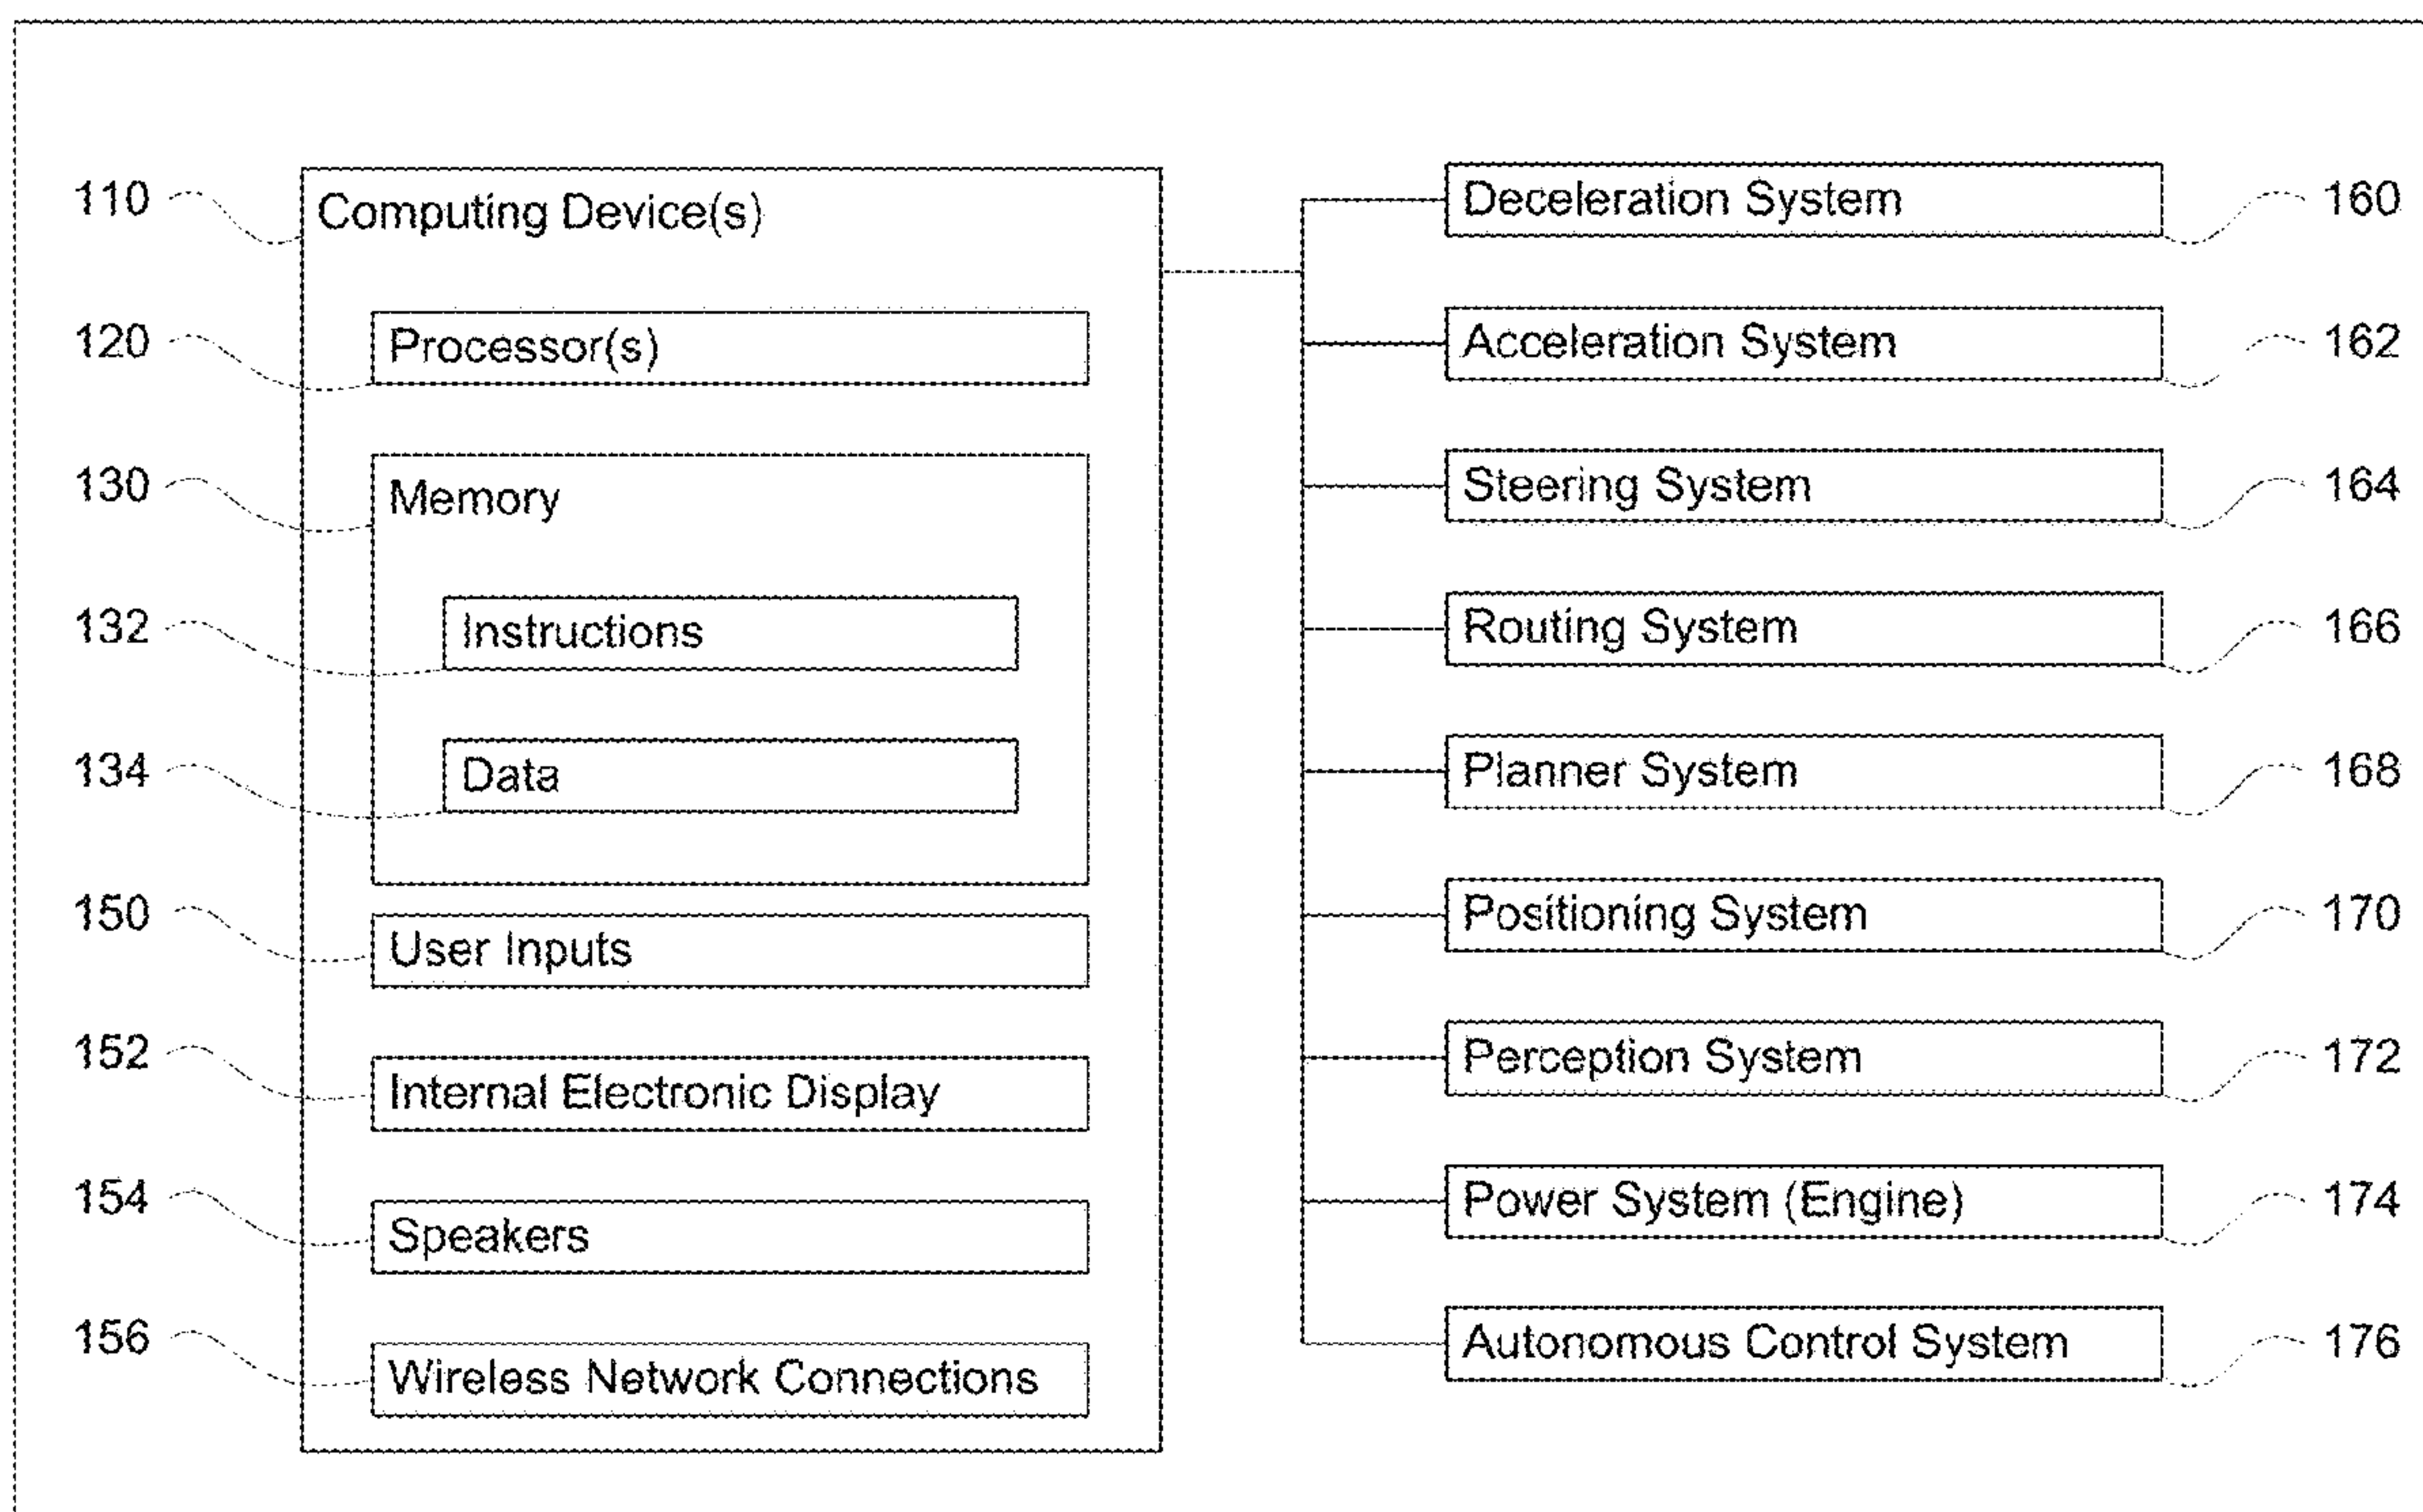 110 Computing Device(s)
120 Processor(s)
130 Memory
132 Instructions
134 Data
150 User Inputs
152 Internal Electronic Display
154 Speakers
156 Wireless Network Connections
Deceleration System 160
Acceleration System 162
Steering System 164
Routing System 166
Planner System 168
Positioning System 170
Perception System 172
Power System (Engine) 174
Autonomous Control System 176